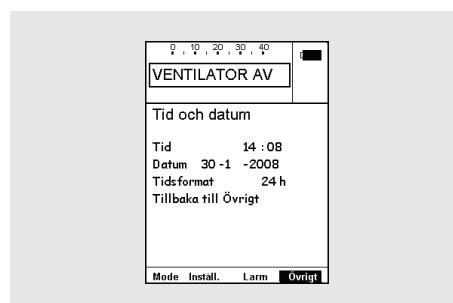 0 10 20 30 40
VENTILATOR AV
Tid och datum
Tid 14 : 08
Datum 30 -1 -2008
Tidsformat 24 h
Tillbaka till Övrigt
Mode Inställ. Larm Övrigt